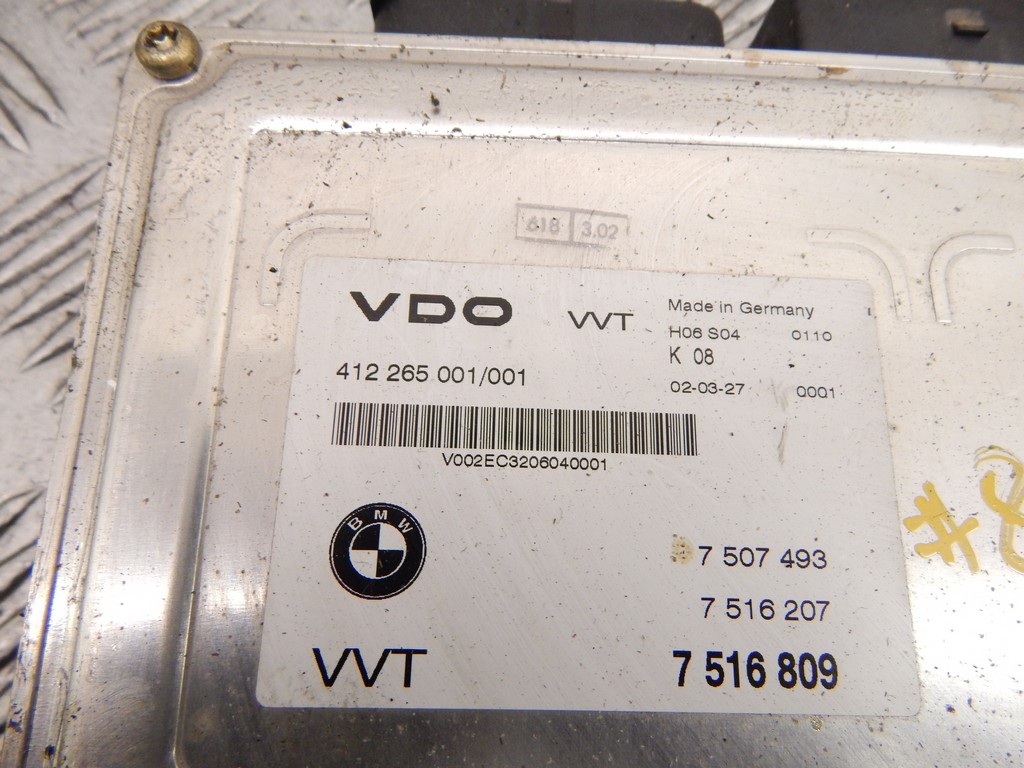 618 3.02
VDO VVT Made in Germany
H06 S04 0110
K 08
412 265 001/001
02-03-27 0001
V002EC3206040001
BMW
7 507 493
7 516 207
VVT 7 516 809
#8